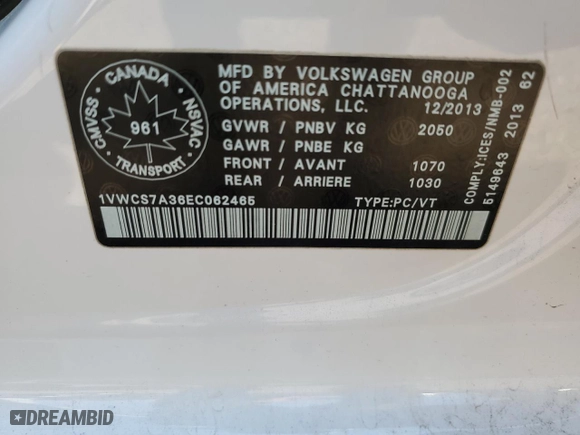 CANADA
CMVSS
NSVAC
961
TRANSPORT
MFD BY VOLKSWAGEN GROUP
OF AMERICA CHATTANOOGA
OPERATIONS, LLC. 12/2013
GVWR / PNBV KG 2050
GAWR / PNBE KG
FRONT / AVANT 1070
REAR / ARRIERE 1030
1VWCS7A36EC062465 TYPE:PC/VT
COMPLY:ICES/NMB-002
5149643 2013 62
DREAMBID